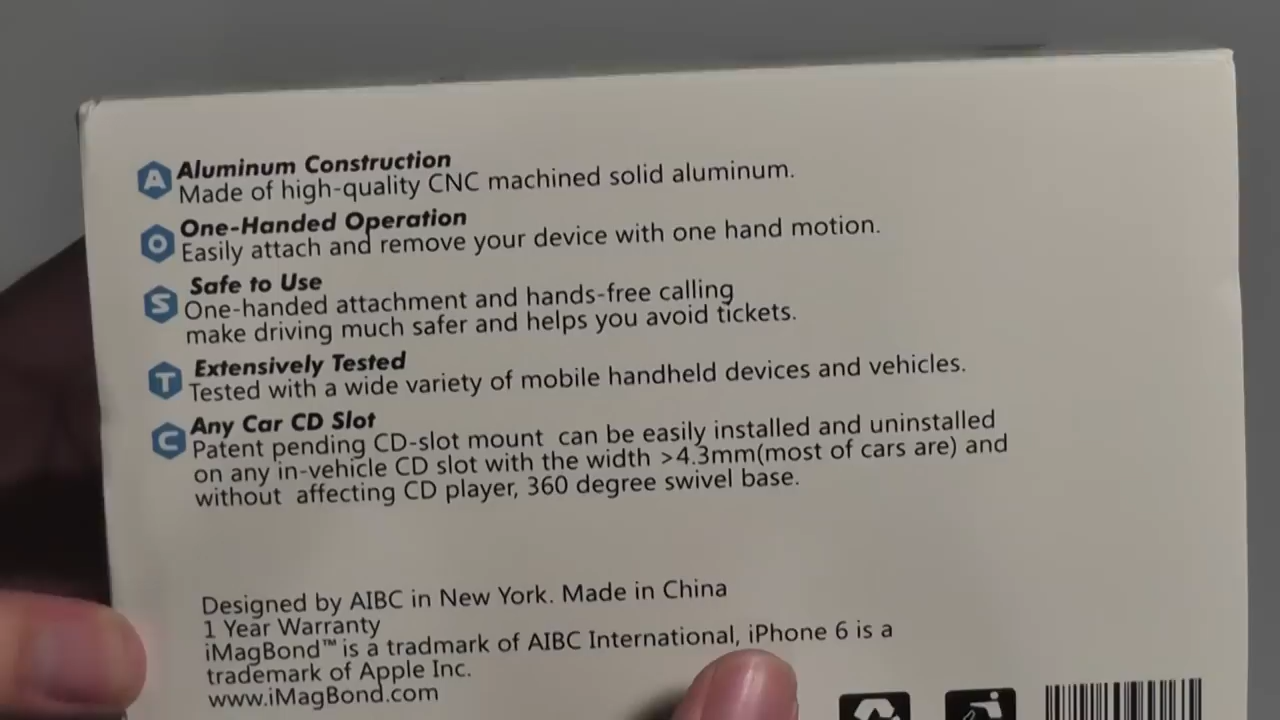 A Aluminum Construction
Made of high-quality CNC machined solid aluminum.
O One-Handed Operation
Easily attach and remove your device with one hand motion.
S Safe to Use
One-handed attachment and hands-free calling
make driving much safer and helps you avoid tickets.
T Extensively Tested
Tested with a wide variety of mobile handheld devices and vehicles.
C Any Car CD Slot
Patent pending CD-slot mount can be easily installed and uninstalled
on any in-vehicle CD slot with the width >4.3mm(most of cars are) and
without affecting CD player, 360 degree swivel base.
Designed by AIBC in New York. Made in China
1 Year Warranty
iMagBond™ is a tradmark of AIBC International, iPhone 6 is a
trademark of Apple Inc.
www.iMagBond.com